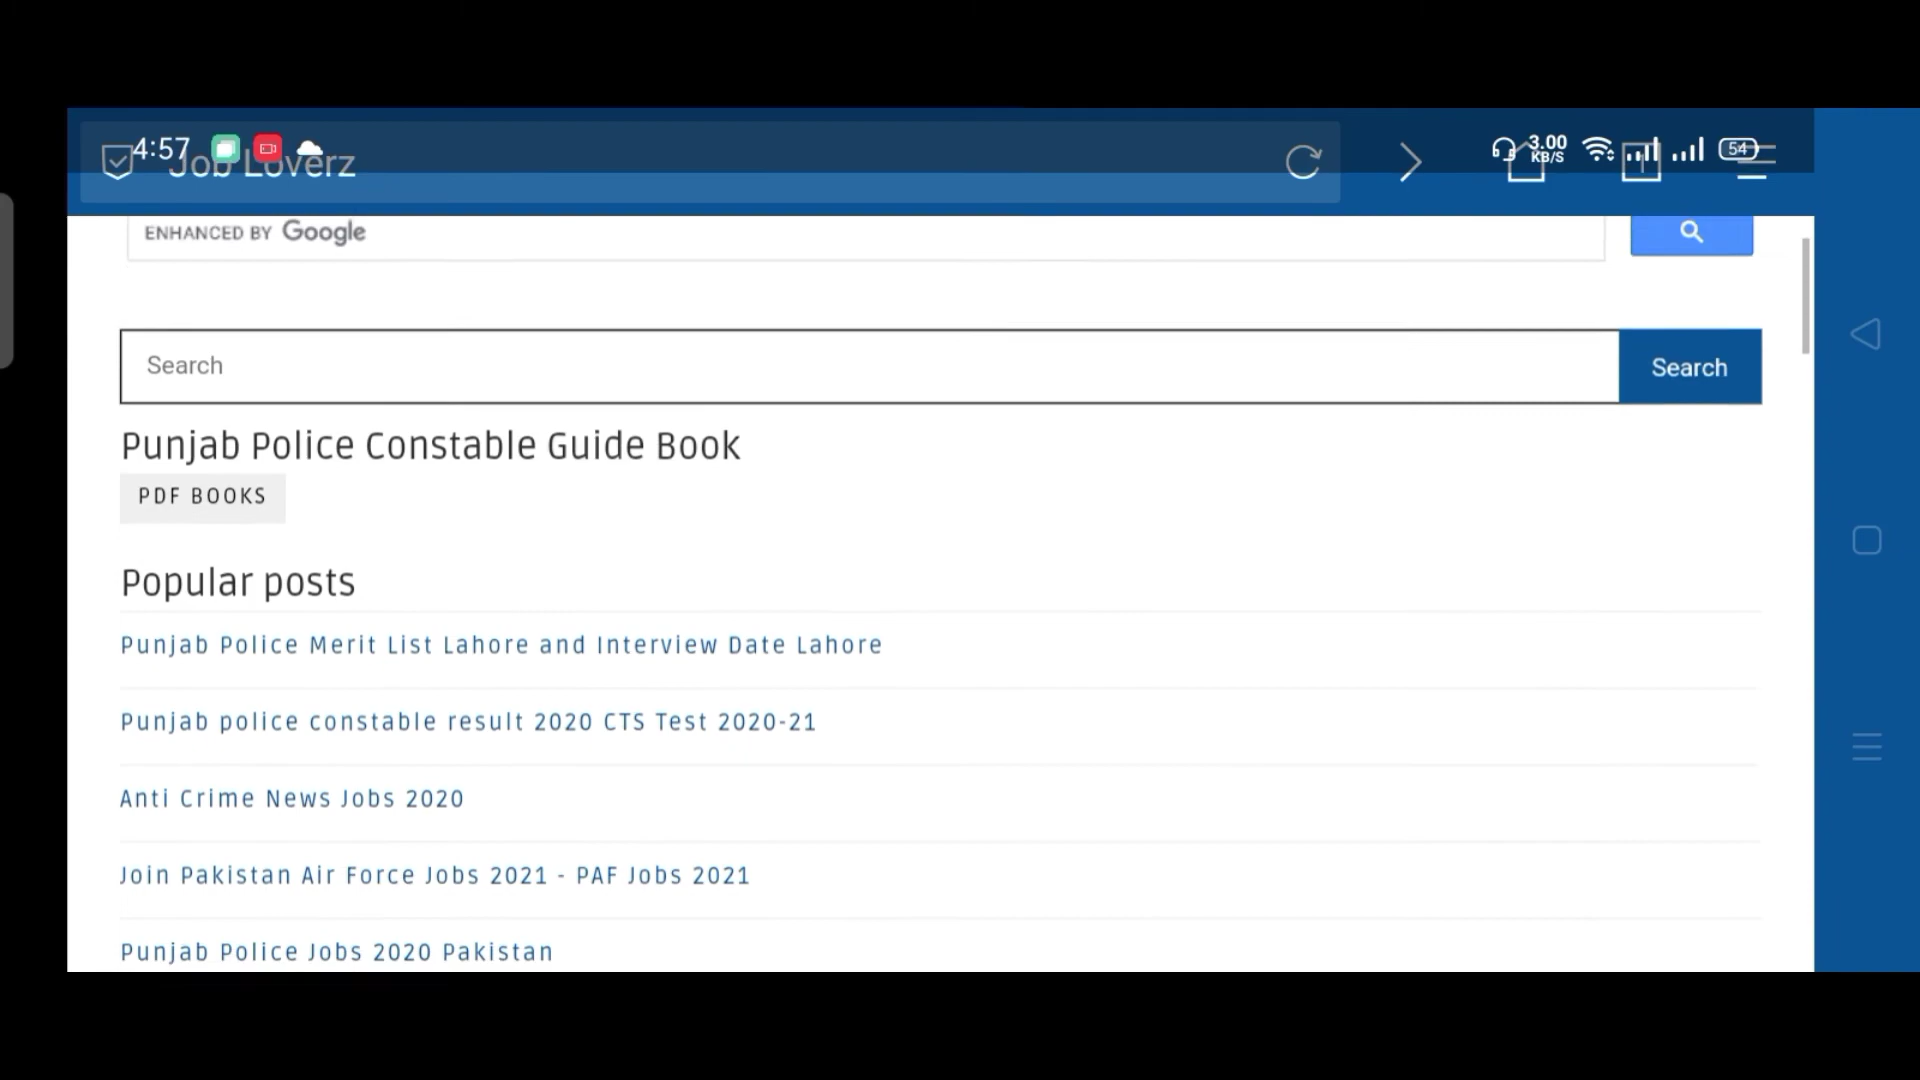 4:57
3.00
KB/S
54
Job Loverz
1
ENHANCED BY Google
Search
Search
Punjab Police Constable Guide Book
PDF BOOKS
Popular posts
Punjab Police Merit List Lahore and Interview Date Lahore
Punjab police constable result 2020 CTS Test 2020-21
Anti Crime News Jobs 2020
Join Pakistan Air Force Jobs 2021 - PAF Jobs 2021
Punjab Police Jobs 2020 Pakistan